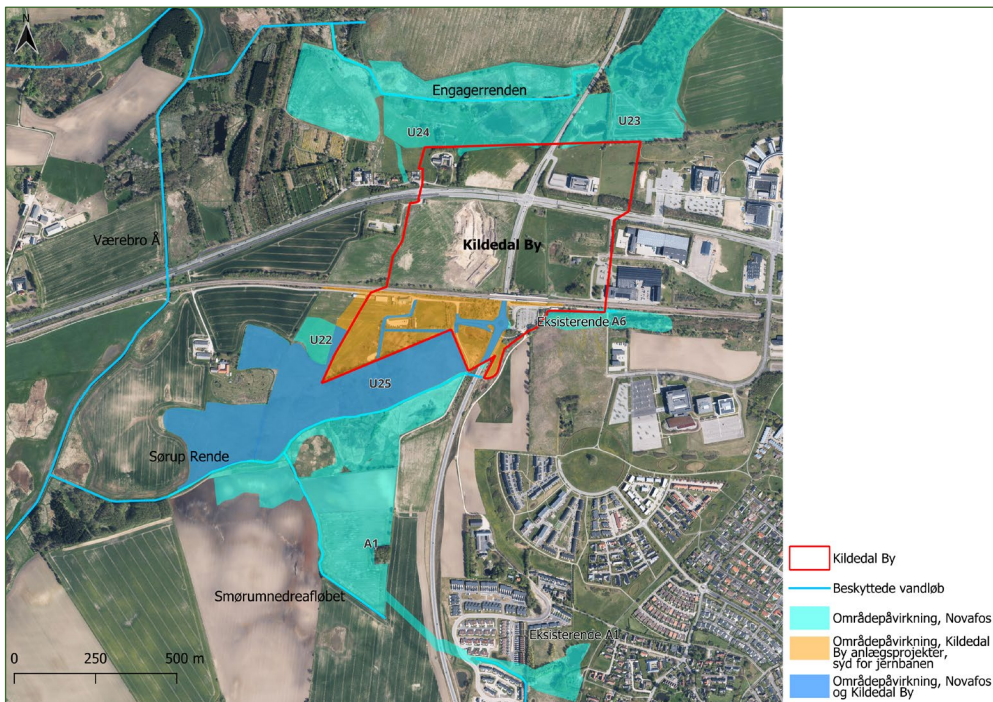 N
Engagerrenden
U23
U24
Værebro Å
Kildedal By
Eksisterende A6
U22
U25
Sørup Rende
A1
Smørumnedreafløbet
Eksisterende A1
0 250 500 m
Kildedal By
Beskyttede vandløb
Områdepåvirkning, Novafos
Områdepåvirkning, Kildedal
By anlægsprojekter,
syd for jernbanen
Områdepåvirkning, Novafos
og Kildedal By